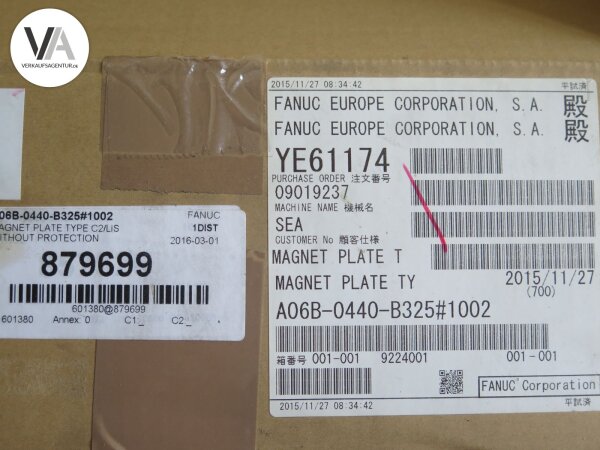 VA
VERKAUFSAGENTUR.DE
A06B-0440-B325#1002
FANUC
MAGNET PLATE TYPE C2/LIS
1DIST
WITHOUT PROTECTION
2016-03-01
879699
601380@879699
601380 Annex: 0 C1:_ C2_
2015/11/27 08:34:42 平試済
FANUC EUROPE CORPORATION, S.A. 殿
FANUC EUROPE CORPORATION, S.A. 殿
YE61174
PURCHASE ORDER 注文番号
09019237
MACHINE NAME 機械名
SEA
CUSTOMER No 顧客仕様
MAGNET PLATE T
MAGNET PLATE TY 2015/11/27
(700)
A06B-0440-B325#1002
箱番号 001-001 9224001 001-001
FANUC Corporation
2015/11/27 08:34:42 平試済